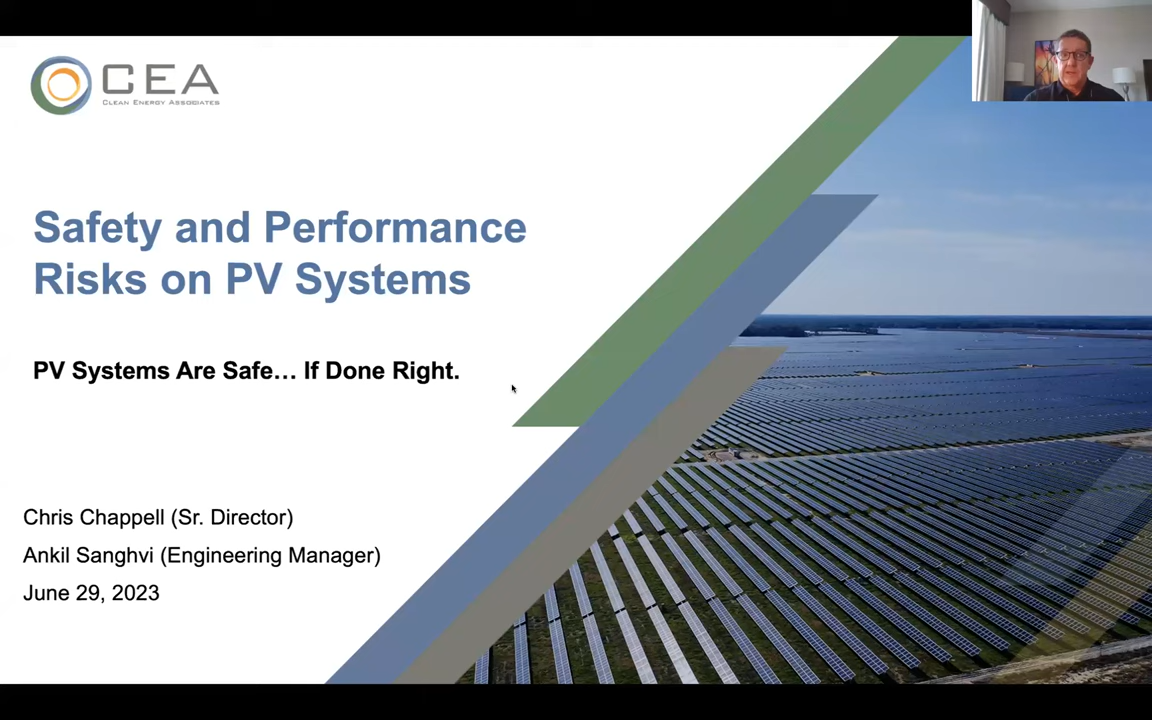 CEA
CLEAN ENERGY ASSOCIATES
Safety and Performance
Risks on PV Systems
PV Systems Are Safe... If Done Right.
Chris Chappell (Sr. Director)
Ankil Sanghvi (Engineering Manager)
June 29, 2023